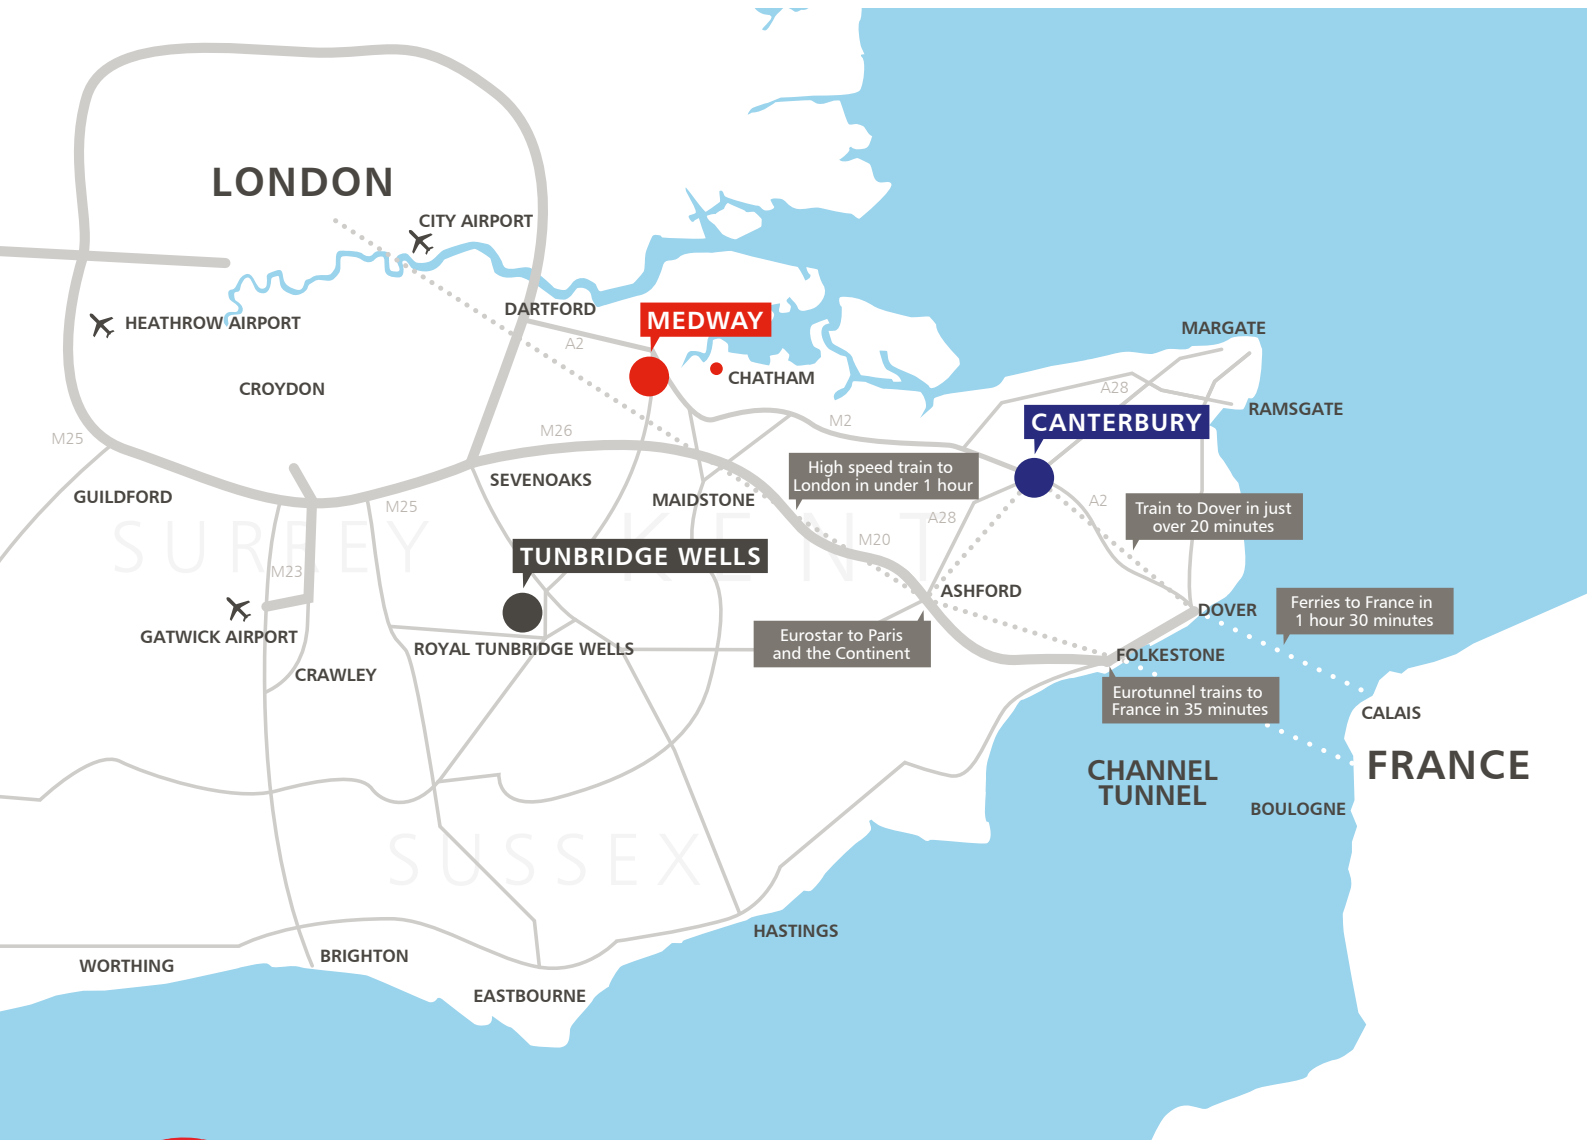 LONDON
CITY AIRPORT
DARTFORD
MEDWAY
HEATHROW AIRPORT
A2
MARGATE
CHATHAM
CROYDON
A28
RAMSGATE
M2
CANTERBURY
M25
M26
High speed train to
London in under 1 hour
SEVENOAKS
GUILDFORD
MAIDSTONE
M25
A28
A2
Train to Dover in just
over 20 minutes
SURREY
KENT
M20
TUNBRIDGE WELLS
M23
ASHFORD
DOVER
Ferries to France in
1 hour 30 minutes
GATWICK AIRPORT
ROYAL TUNBRIDGE WELLS
Eurostar to Paris
and the Continent
FOLKESTONE
CRAWLEY
Eurotunnel trains to
France in 35 minutes
CALAIS
CHANNEL
TUNNEL
FRANCE
BOULOGNE
SUSSEX
HASTINGS
BRIGHTON
WORTHING
EASTBOURNE